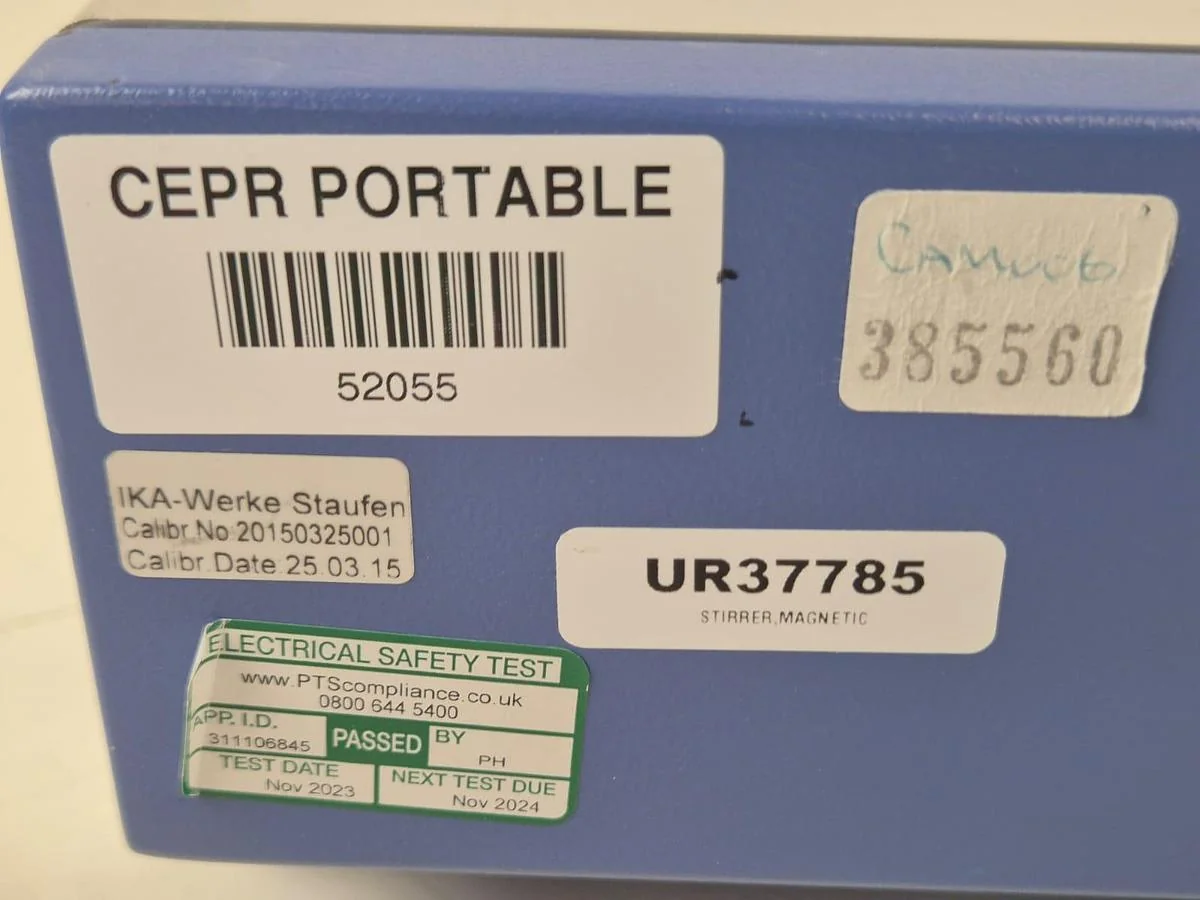 CEPR PORTABLE
52055
385560
IKA-Werke Staufen
Calibr.No 20150325001
Calibr.Date 25.03.15
UR37785
STIRRER,MAGNETIC
ELECTRICAL SAFETY TEST
www.PTScompliance.co.uk
0800 644 5400
APP. I.D.
311106845
PASSED
BY
PH
TEST DATE
Nov 2023
NEXT TEST DUE
Nov 2024